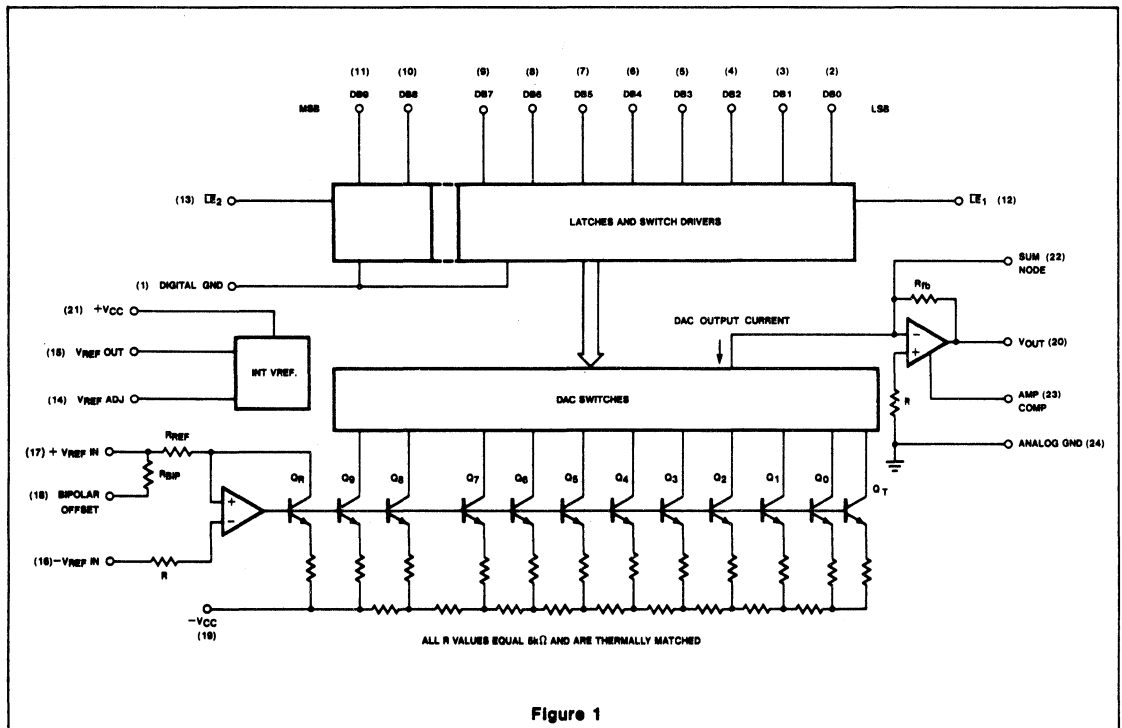 (11) (10) (9) (8) (7) (6) (5) (4) (3) (2)
MSB DB9 DB8 DB7 DB6 DB5 DB4 DB3 DB2 DB1 DB0 LSB
(13) L̅E̅2
LATCHES AND SWITCH DRIVERS
L̅E̅1 (12)
(1) DIGITAL GND
SUM (22)
NODE
Rfb
(21) +VCC
DAC OUTPUT CURRENT
−
+
VOUT (20)
(15) VREF OUT
INT VREF.
(14) VREF ADJ
DAC SWITCHES
R
AMP (23)
COMP
ANALOG GND (24)
RREF
(17) + VREF IN
RBIP
(18) BIPOLAR
OFFSET
QR Q9 Q8 Q7 Q6 Q5 Q4 Q3 Q2 Q1 Q0 QT
+
−
(16) −VREF IN
R
−VCC
(19)
ALL R VALUES EQUAL 5kΩ AND ARE THERMALLY MATCHED
Figure 1